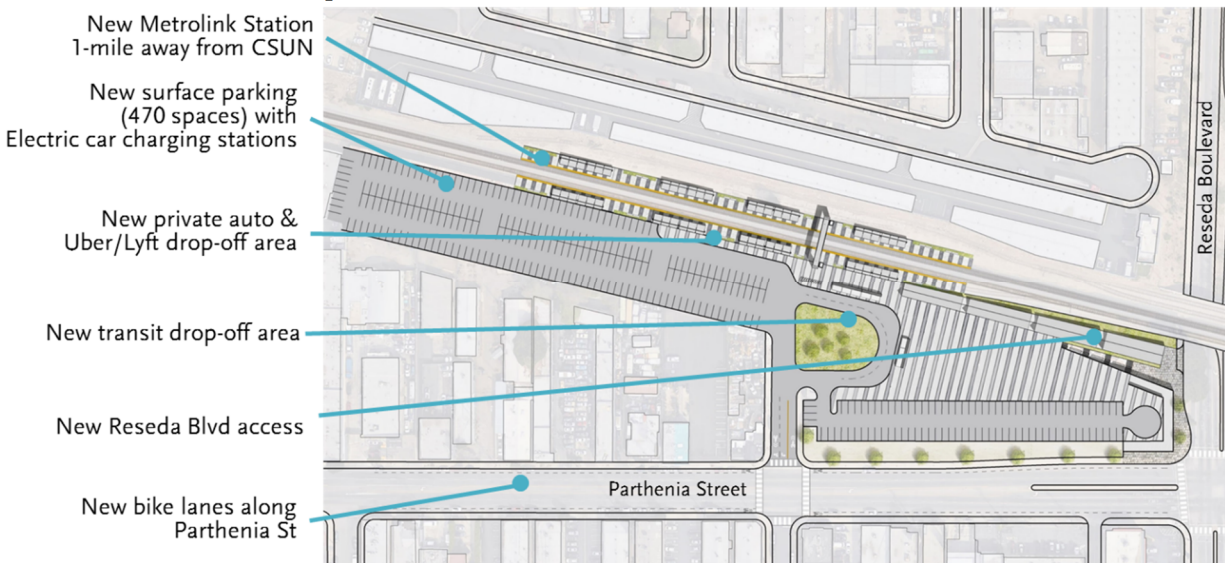 New Metrolink Station
1-mile away from CSUN
New surface parking
(470 spaces) with
Electric car charging stations
New private auto &
Uber/Lyft drop-off area
New transit drop-off area
New Reseda Blvd access
New bike lanes along
Parthenia St
Reseda Boulevard
Parthenia Street